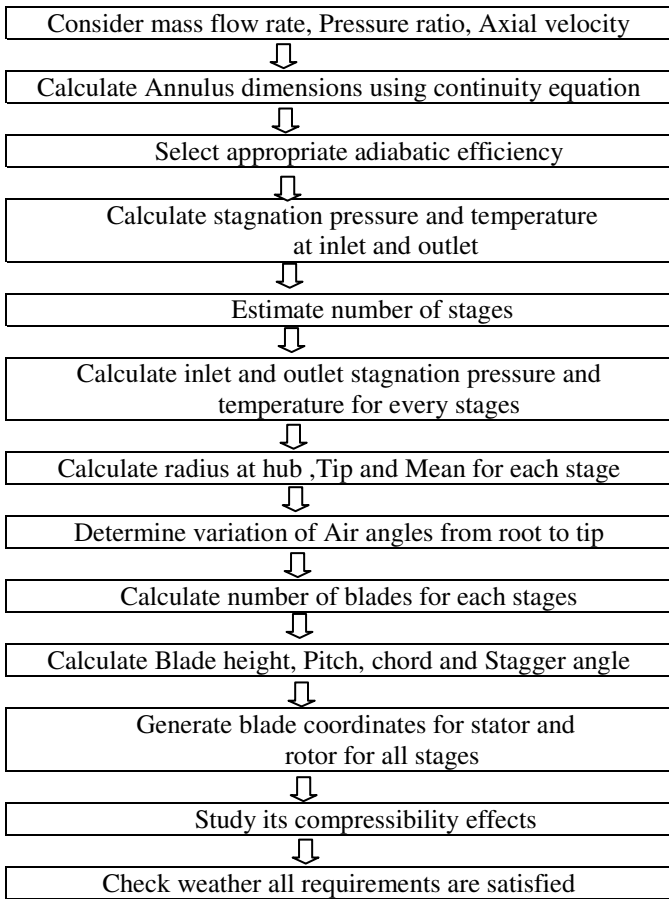 Consider mass flow rate, Pressure ratio, Axial velocity
Calculate Annulus dimensions using continuity equation
Select appropriate adiabatic efficiency
Calculate stagnation pressure and temperature
at inlet and outlet
Estimate number of stages
Calculate inlet and outlet stagnation pressure and
temperature for every stages
Calculate radius at hub ,Tip and Mean for each stage
Determine variation of Air angles from root to tip
Calculate number of blades for each stages
Calculate Blade height, Pitch, chord and Stagger angle
Generate blade coordinates for stator and
rotor for all stages
Study its compressibility effects
Check weather all requirements are satisfied